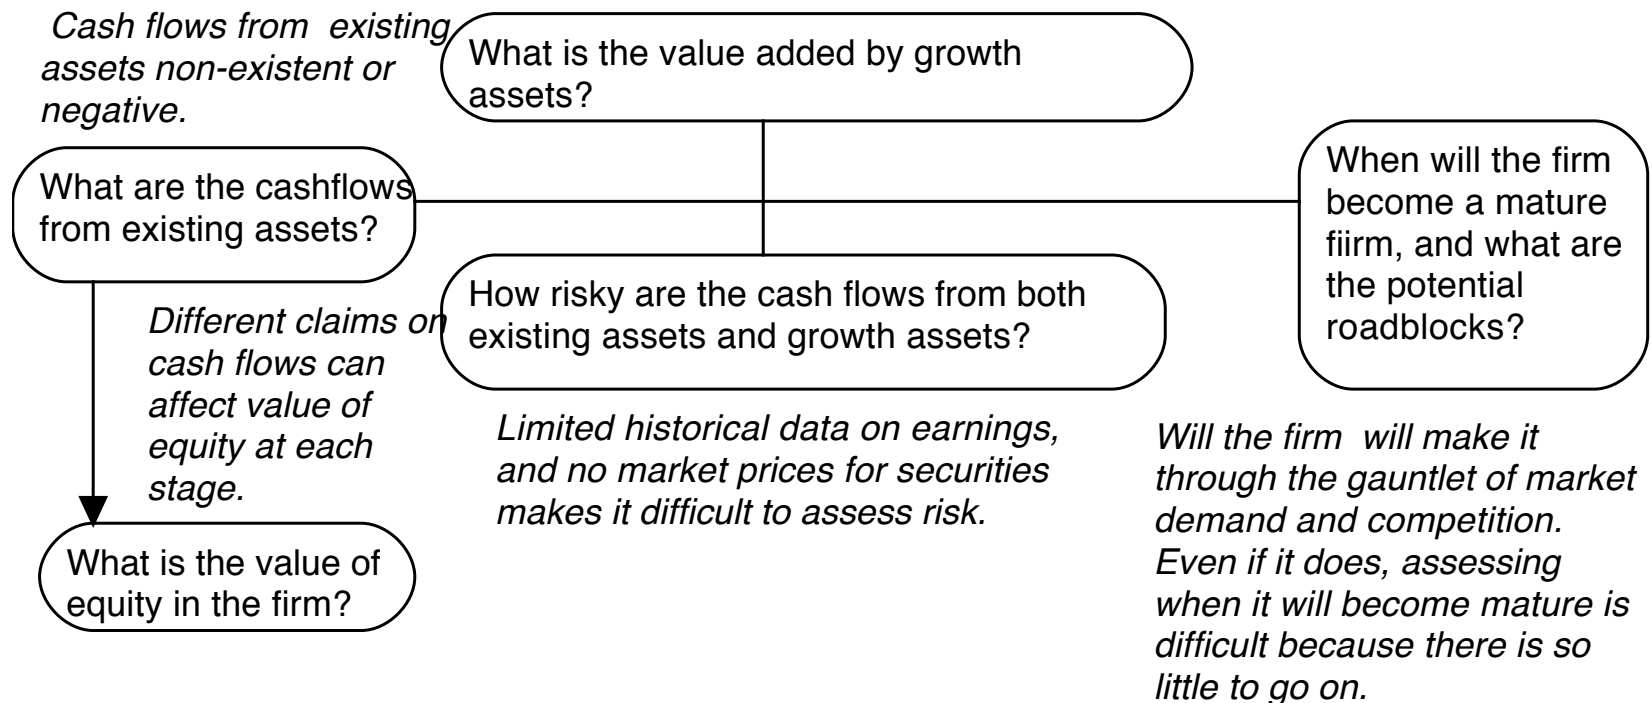 Cash flows from  existing
assets non-existent or
negative.
What is the value added by growth
assets?
What are the cashflows
from existing assets?
When will the firm
become a mature
fiirm, and what are
the potential
roadblocks?
How risky are the cash flows from both
existing assets and growth assets?
Different claims on
cash flows can
affect value of
equity at each
stage.
Limited historical data on earnings,
and no market prices for securities
makes it difficult to assess risk.
Will the firm  will make it
through the gauntlet of market
demand and competition.
Even if it does, assessing
when it will become mature is
difficult because there is so
little to go on.
What is the value of
equity in the firm?